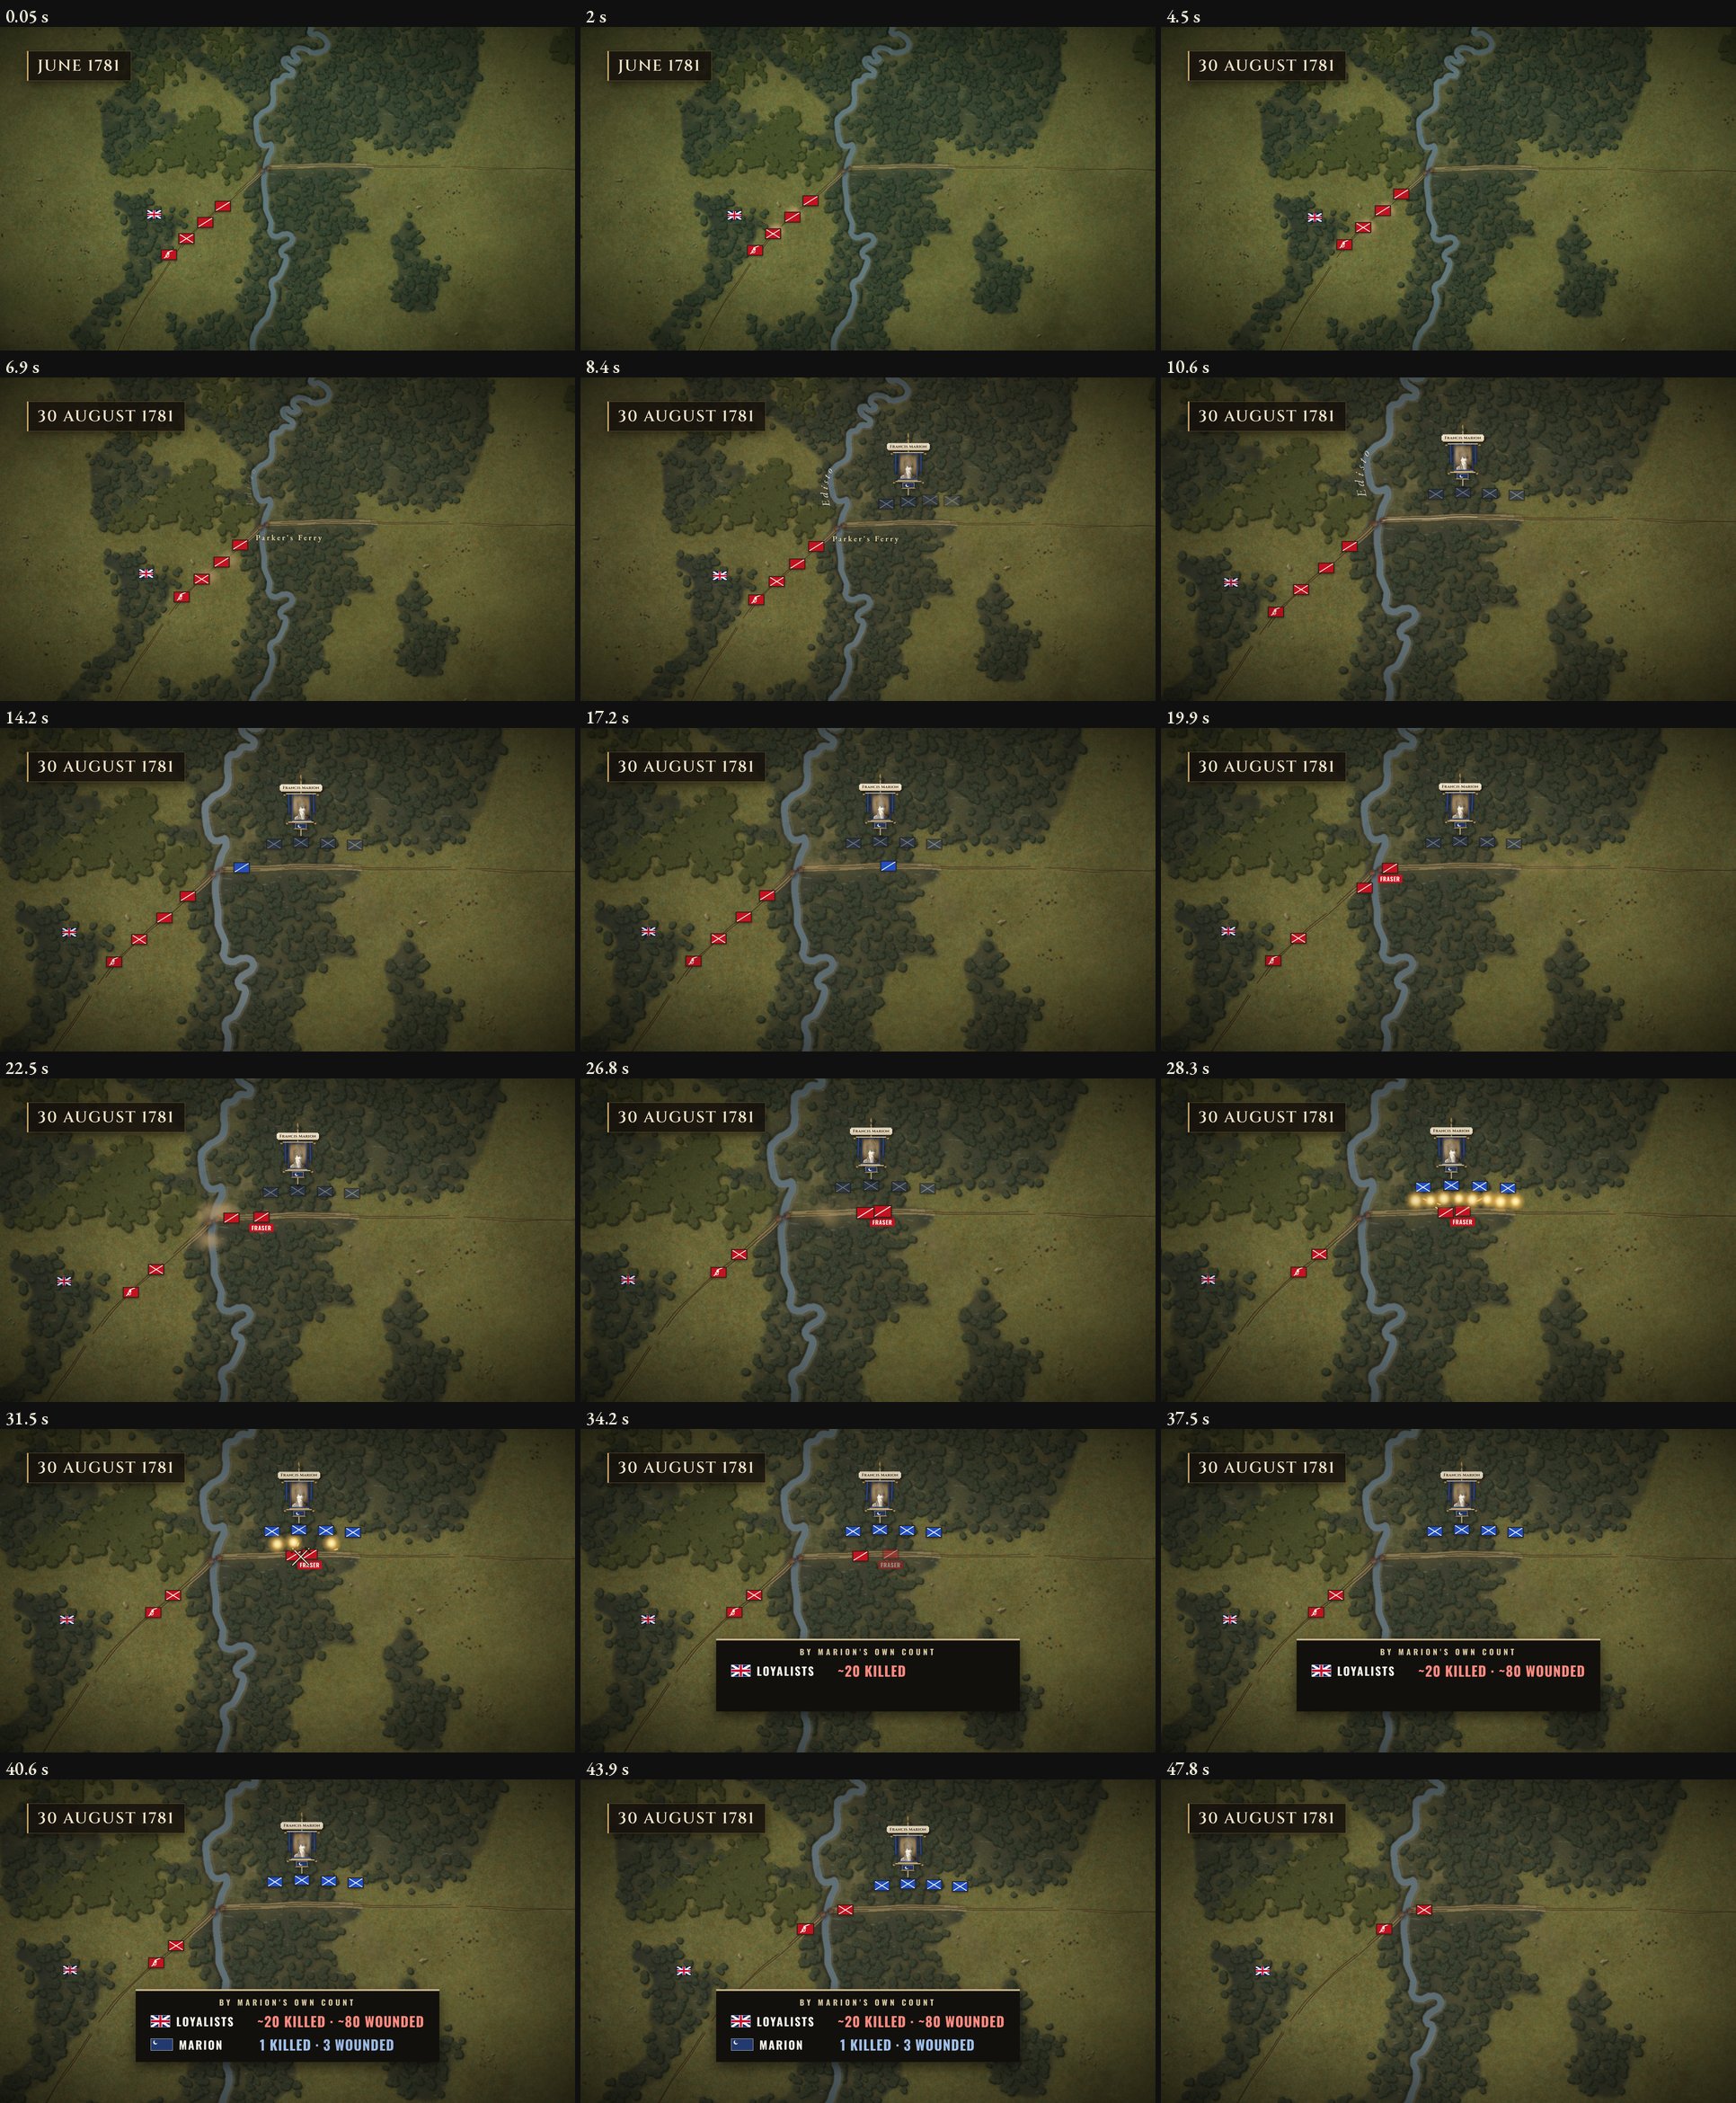 0.05 s
JUNE 1781
2 s
JUNE 1781
4.5 s
30 AUGUST 1781
6.9 s
30 AUGUST 1781
Parker's Ferry
8.4 s
30 AUGUST 1781
FRANCIS MARION
Edisto
Parker's Ferry
10.6 s
30 AUGUST 1781
FRANCIS MARION
Edisto
14.2 s
30 AUGUST 1781
FRANCIS MARION
17.2 s
30 AUGUST 1781
FRANCIS MARION
19.9 s
30 AUGUST 1781
FRANCIS MARION
FRASER
22.5 s
30 AUGUST 1781
FRANCIS MARION
FRASER
26.8 s
30 AUGUST 1781
FRANCIS MARION
FRASER
28.3 s
30 AUGUST 1781
FRANCIS MARION
FRASER
31.5 s
30 AUGUST 1781
FRANCIS MARION
FRASER
34.2 s
30 AUGUST 1781
FRANCIS MARION
FRASER
BY MARION'S OWN COUNT
LOYALISTS ~20 KILLED
37.5 s
30 AUGUST 1781
FRANCIS MARION
BY MARION'S OWN COUNT
LOYALISTS ~20 KILLED · ~80 WOUNDED
40.6 s
30 AUGUST 1781
FRANCIS MARION
BY MARION'S OWN COUNT
LOYALISTS ~20 KILLED · ~80 WOUNDED
MARION 1 KILLED · 3 WOUNDED
43.9 s
30 AUGUST 1781
FRANCIS MARION
BY MARION'S OWN COUNT
LOYALISTS ~20 KILLED · ~80 WOUNDED
MARION 1 KILLED · 3 WOUNDED
47.8 s
30 AUGUST 1781